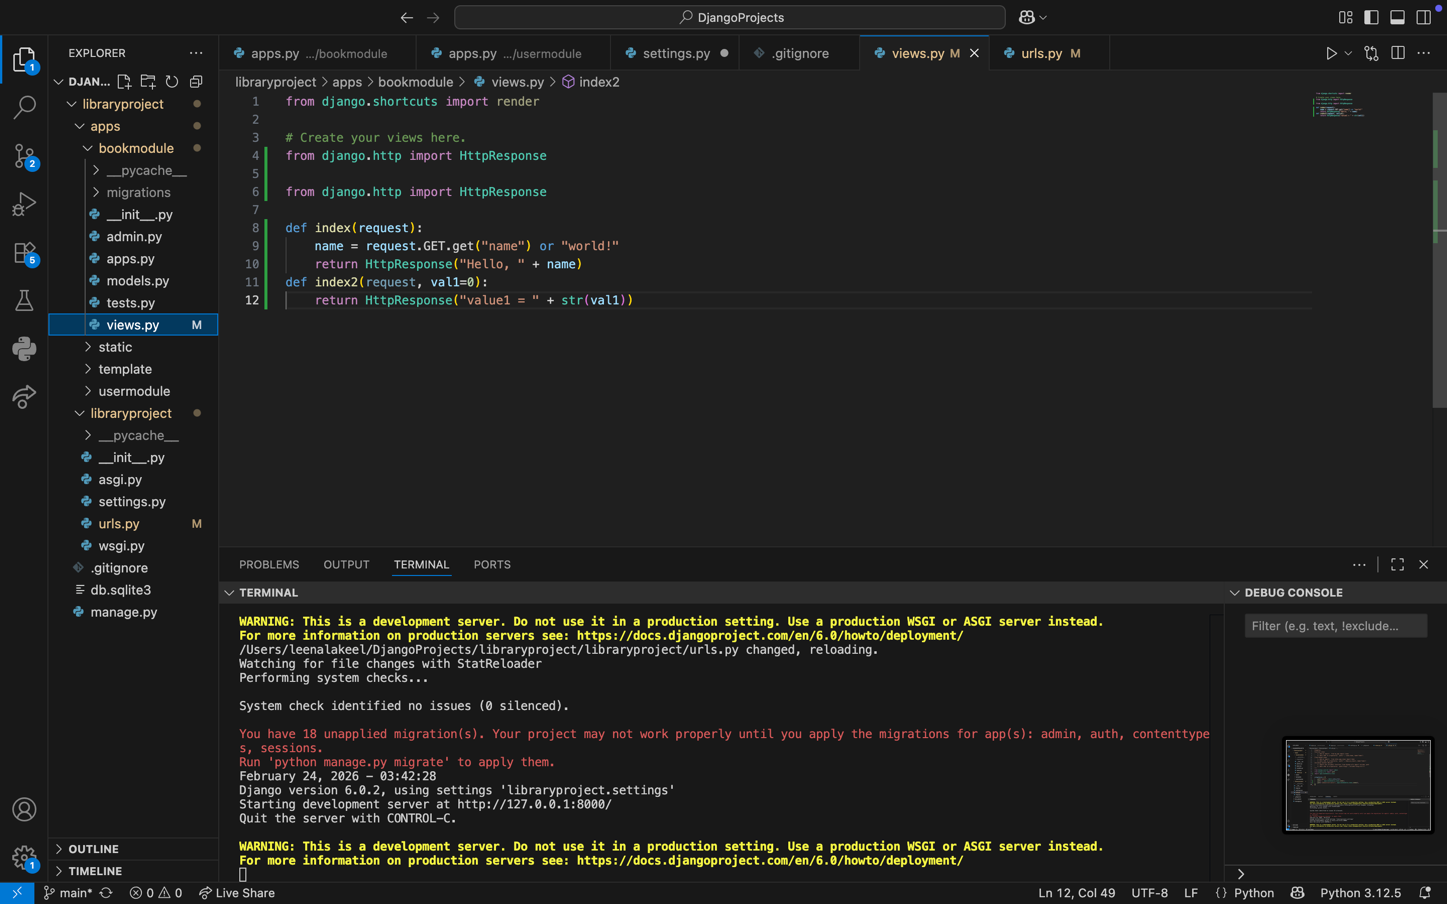 DjangoProjects
EXPLORER
apps.py .../bookmodule
apps.py .../usermodule
settings.py
.gitignore
views.py M
urls.py M
DJAN...
libraryproject
apps
bookmodule
__pycache__
migrations
__init__.py
admin.py
apps.py
models.py
tests.py
views.py M
static
template
usermodule
libraryproject
__pycache__
__init__.py
asgi.py
settings.py
urls.py M
wsgi.py
.gitignore
db.sqlite3
manage.py
OUTLINE
TIMELINE
1
2
5
1
libraryproject > apps > bookmodule > views.py > index2
1 from django.shortcuts import render
2
3 # Create your views here.
4 from django.http import HttpResponse
5
6 from django.http import HttpResponse
7
8 def index(request):
9 name = request.GET.get("name") or "world!"
10 return HttpResponse("Hello, " + name)
11 def index2(request, val1=0):
12 return HttpResponse("value1 = " + str(val1))
PROBLEMS OUTPUT TERMINAL PORTS
TERMINAL
WARNING: This is a development server. Do not use it in a production setting. Use a production WSGI or ASGI server instead.
For more information on production servers see: https://docs.djangoproject.com/en/6.0/howto/deployment/
/Users/leenalakeel/DjangoProjects/libraryproject/libraryproject/urls.py changed, reloading.
Watching for file changes with StatReloader
Performing system checks...
System check identified no issues (0 silenced).
You have 18 unapplied migration(s). Your project may not work properly until you apply the migrations for app(s): admin, auth, contenttype
s, sessions.
Run 'python manage.py migrate' to apply them.
February 24, 2026 - 03:42:28
Django version 6.0.2, using settings 'libraryproject.settings'
Starting development server at http://127.0.0.1:8000/
Quit the server with CONTROL-C.
WARNING: This is a development server. Do not use it in a production setting. Use a production WSGI or ASGI server instead.
For more information on production servers see: https://docs.djangoproject.com/en/6.0/howto/deployment/
DEBUG CONSOLE
Filter (e.g. text, !exclude...
main* 0 0 Live Share
Ln 12, Col 49 UTF-8 LF {} Python Python 3.12.5